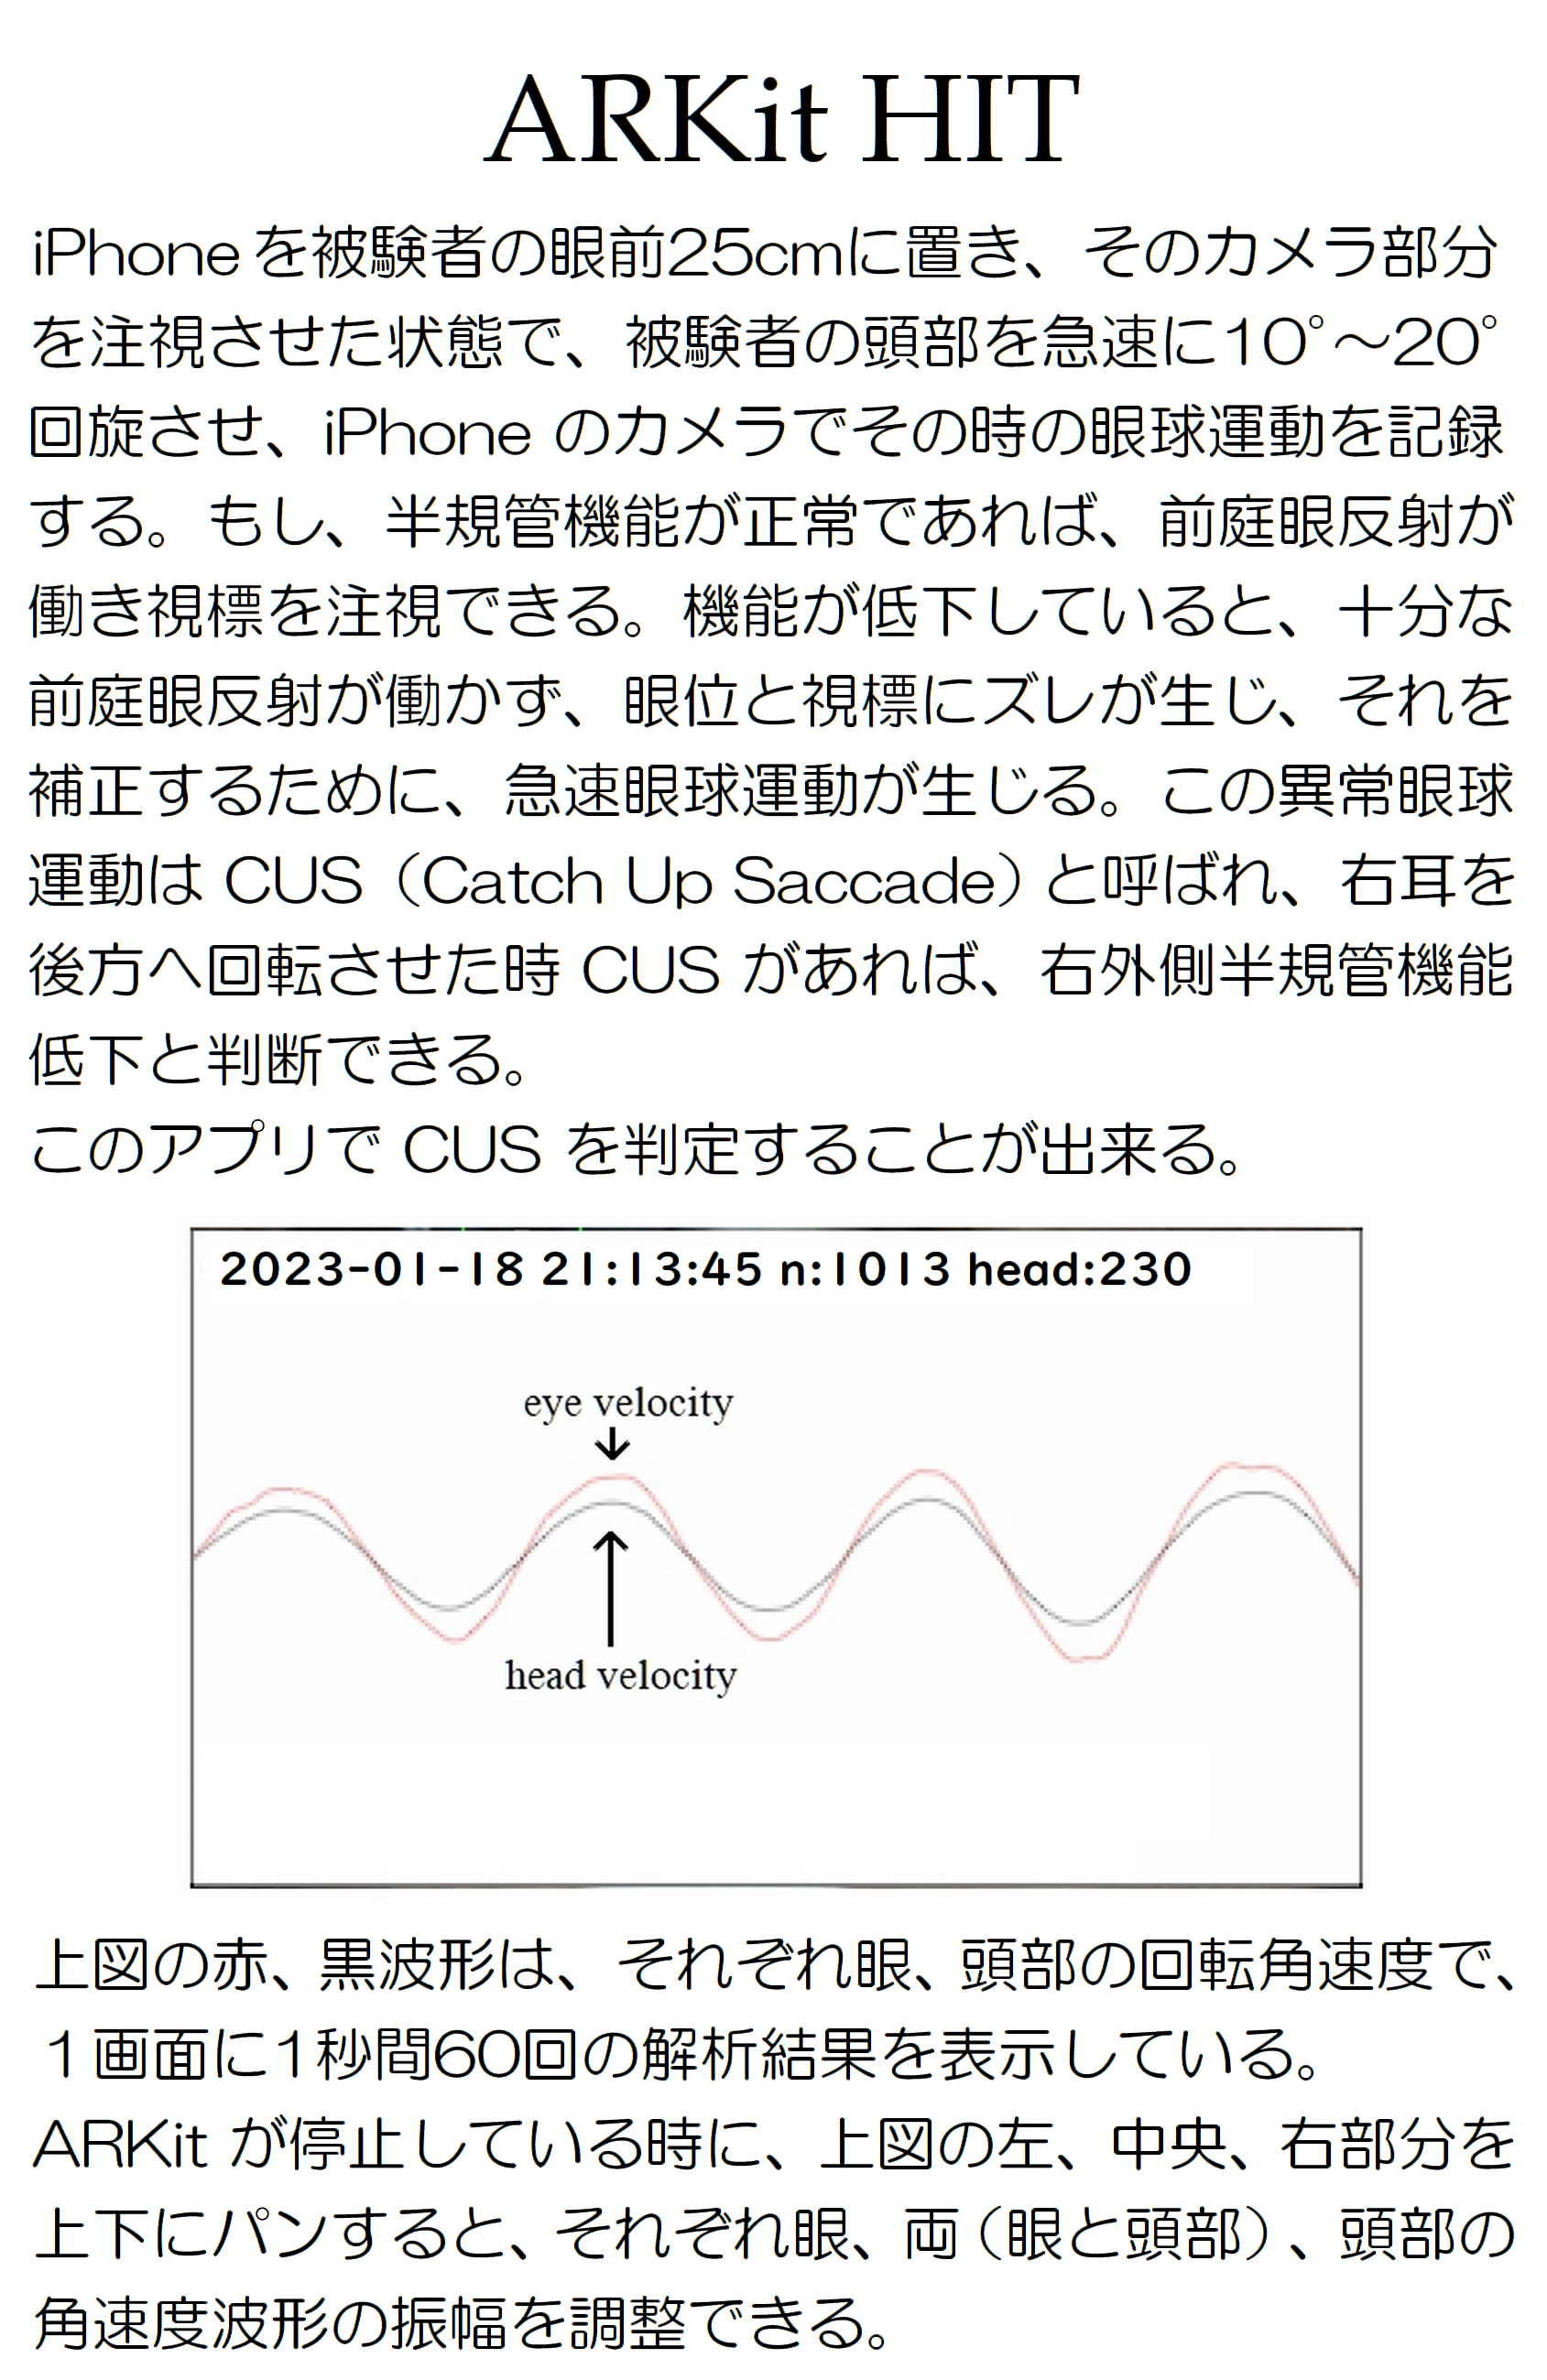 ARKit HIT
iPhoneを被験者の眼前25cmに置き、そのカメラ部分
を注視させた状態で、被験者の頭部を急速に10°～20°
回旋させ、iPhone のカメラでその時の眼球運動を記録
する。もし、半規管機能が正常であれば、前庭眼反射が
働き視標を注視できる。機能が低下していると、十分な
前庭眼反射が働かず、眼位と視標にズレが生じ、それを
補正するために、急速眼球運動が生じる。この異常眼球
運動は CUS（Catch Up Saccade）と呼ばれ、右耳を
後方へ回転させた時 CUS があれば、右外側半規管機能
低下と判断できる。
このアプリで CUS を判定することが出来る。
2023-01-18 21:13:45 n:1013 head:230
eye velocity
head velocity
上図の赤、黒波形は、それぞれ眼、頭部の回転角速度で、
１画面に1秒間60回の解析結果を表示している。
ARKit が停止している時に、上図の左、中央、右部分を
上下にパンすると、それぞれ眼、両（眼と頭部）、頭部の
角速度波形の振幅を調整できる。